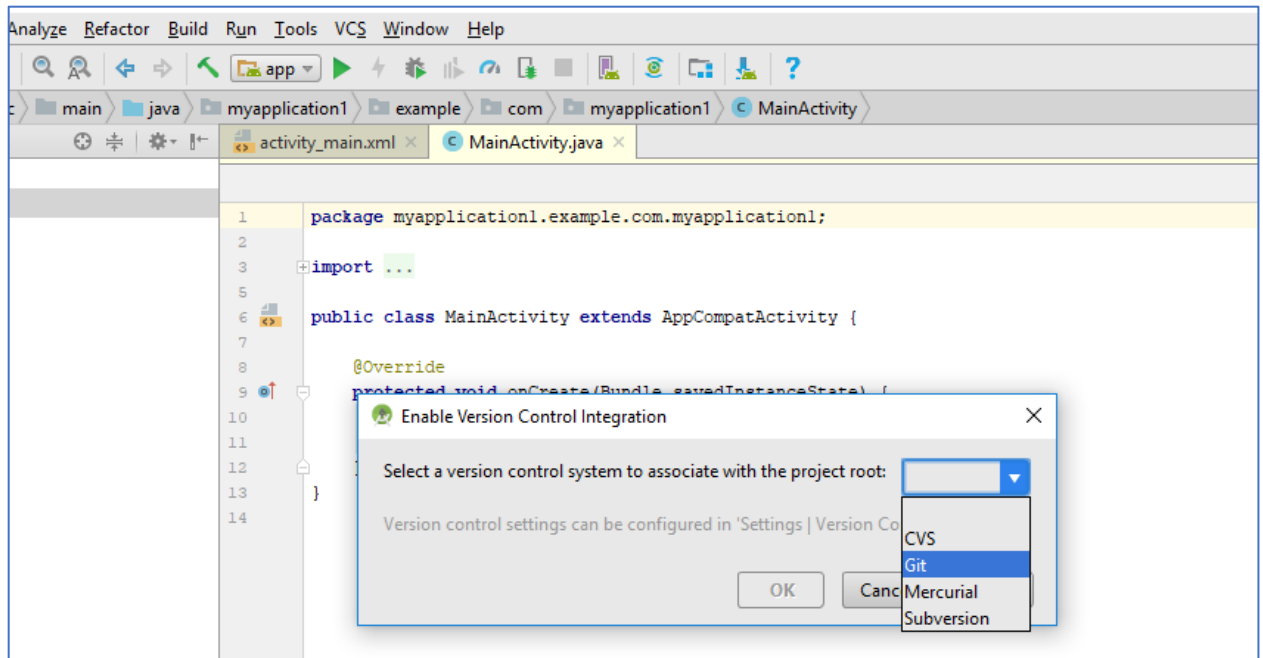 Analyze Refactor Build Run Tools VCS Window Help
app
main java myapplication1 example com myapplication1 MainActivity
activity_main.xml MainActivity.java
1 package myapplication1.example.com.myapplication1;
2
3 import ...
5
6 public class MainActivity extends AppCompatActivity {
7
8 @Override
9 protected void onCreate(Bundle savedInstanceState) {
10
11
12
13 }
14
Enable Version Control Integration
Select a version control system to associate with the project root:
Version control settings can be configured in 'Settings | Version Co
CVS
Git
OK Canc
Mercurial
Subversion